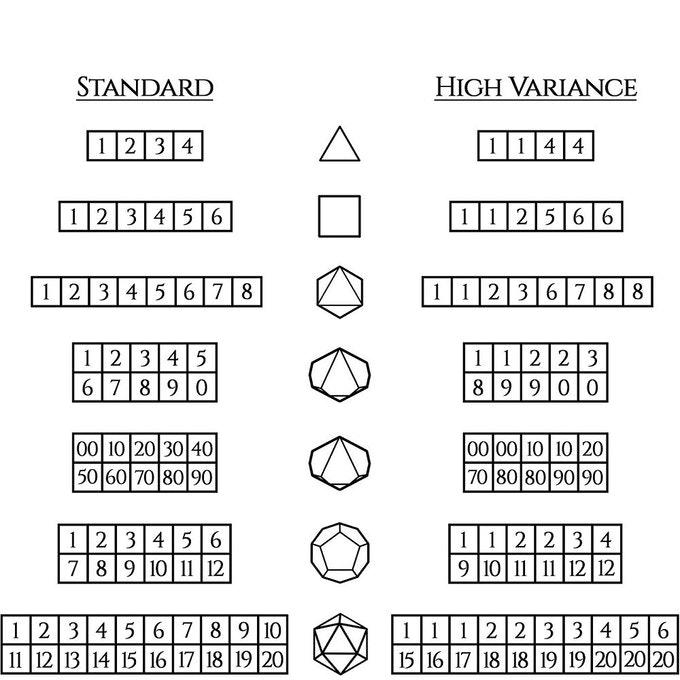 STANDARD HIGH VARIANCE
1 2 3 4 1 1 4 4
1 2 3 4 5 6 1 1 2 5 6 6
1 2 3 4 5 6 7 8 1 1 2 3 6 7 8 8
1 2 3 4 5 1 1 2 2 3
6 7 8 9 0 8 9 9 0 0
00 10 20 30 40 00 00 10 10 20
50 60 70 80 90 70 80 80 90 90
1 2 3 4 5 6 1 1 2 2 3 4
7 8 9 10 11 12 9 10 11 11 12 12
1 2 3 4 5 6 7 8 9 10 1 1 1 2 2 3 3 4 5 6
11 12 13 14 15 16 17 18 19 20 15 16 17 18 18 19 19 20 20 20